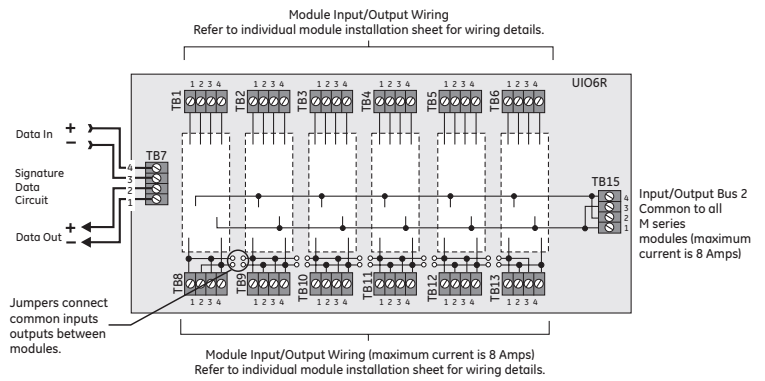 Module Input/Output Wiring
Refer to individual module installation sheet for wiring details.
UIO6R
TB1 1 2 3 4
TB2 1 2 3 4
TB3 1 2 3 4
TB4 1 2 3 4
TB5 1 2 3 4
TB6 1 2 3 4
Data In + −
Signature
Data
Circuit
Data Out + −
TB7
4
3
2
1
TB15
4
3
2
1
Input/Output Bus 2
Common to all
M series
modules (maximum
current is 8 Amps)
TB8 1 2 3 4
TB9 1 2 3 4
TB10 1 2 3 4
TB11 1 2 3 4
TB12 1 2 3 4
TB13 1 2 3 4
Jumpers connect
common inputs
outputs between
modules.
Module Input/Output Wiring (maximum current is 8 Amps)
Refer to individual module installation sheet for wiring details.